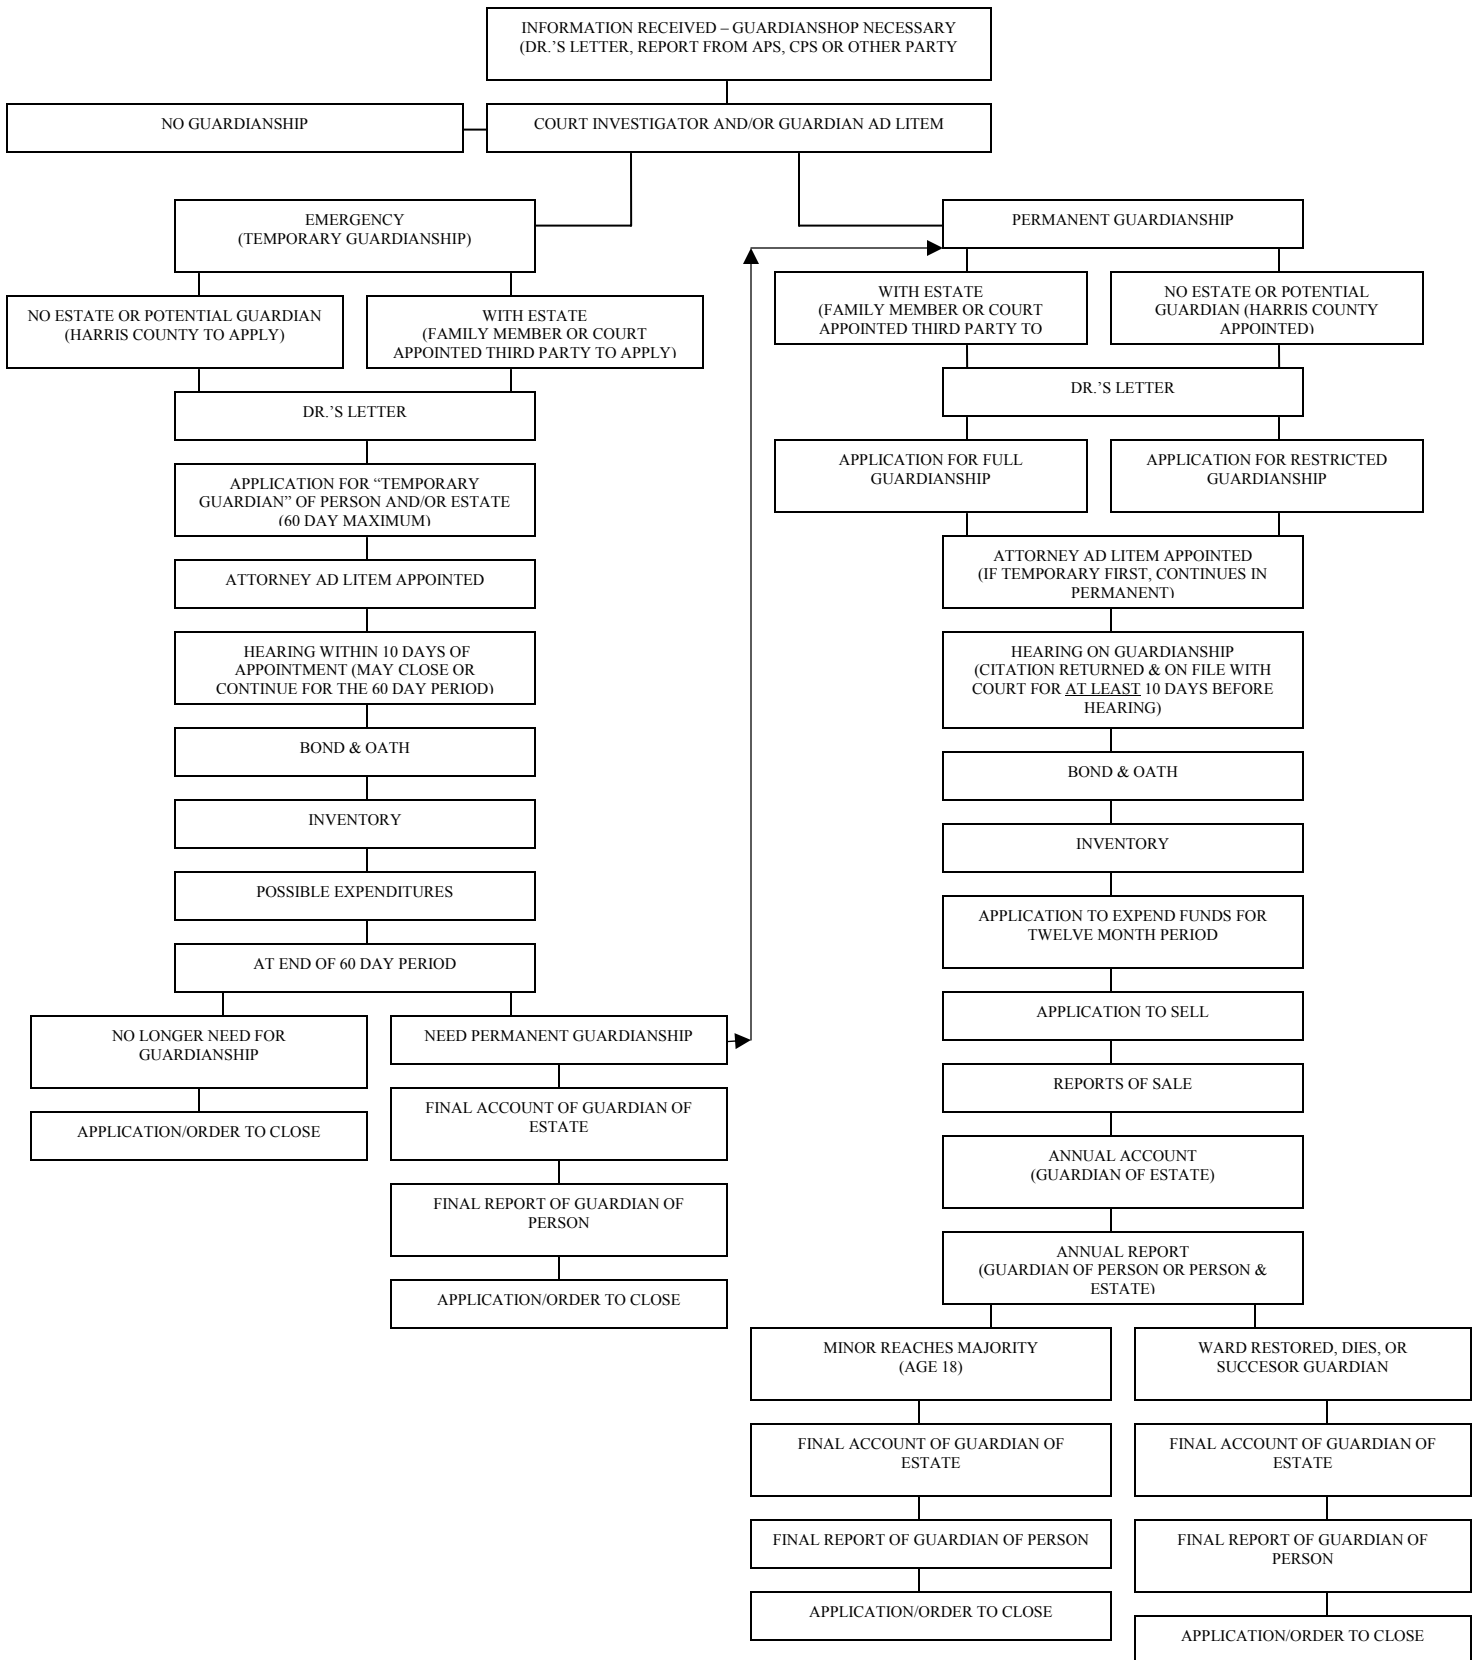 INFORMATION RECEIVED – GUARDIANSHOP NECESSARY
(DR.'S LETTER, REPORT FROM APS, CPS OR OTHER PARTY
NO GUARDIANSHIP
COURT INVESTIGATOR AND/OR GUARDIAN AD LITEM
EMERGENCY
(TEMPORARY GUARDIANSHIP)
NO ESTATE OR POTENTIAL GUARDIAN
(HARRIS COUNTY TO APPLY)
WITH ESTATE
(FAMILY MEMBER OR COURT
APPOINTED THIRD PARTY TO APPLY)
DR.'S LETTER
APPLICATION FOR “TEMPORARY
GUARDIAN” OF PERSON AND/OR ESTATE
(60 DAY MAXIMUM)
ATTORNEY AD LITEM APPOINTED
HEARING WITHIN 10 DAYS OF
APPOINTMENT (MAY CLOSE OR
CONTINUE FOR THE 60 DAY PERIOD)
BOND & OATH
INVENTORY
POSSIBLE EXPENDITURES
AT END OF 60 DAY PERIOD
NO LONGER NEED FOR
GUARDIANSHIP
APPLICATION/ORDER TO CLOSE
NEED PERMANENT GUARDIANSHIP
FINAL ACCOUNT OF GUARDIAN OF
ESTATE
FINAL REPORT OF GUARDIAN OF
PERSON
APPLICATION/ORDER TO CLOSE
PERMANENT GUARDIANSHIP
WITH ESTATE
(FAMILY MEMBER OR COURT
APPOINTED THIRD PARTY TO
NO ESTATE OR POTENTIAL
GUARDIAN (HARRIS COUNTY
APPOINTED)
DR.'S LETTER
APPLICATION FOR FULL
GUARDIANSHIP
APPLICATION FOR RESTRICTED
GUARDIANSHIP
ATTORNEY AD LITEM APPOINTED
(IF TEMPORARY FIRST, CONTINUES IN
PERMANENT)
HEARING ON GUARDIANSHIP
(CITATION RETURNED & ON FILE WITH
COURT FOR AT LEAST 10 DAYS BEFORE
HEARING)
BOND & OATH
INVENTORY
APPLICATION TO EXPEND FUNDS FOR
TWELVE MONTH PERIOD
APPLICATION TO SELL
REPORTS OF SALE
ANNUAL ACCOUNT
(GUARDIAN OF ESTATE)
ANNUAL REPORT
(GUARDIAN OF PERSON OR PERSON &
ESTATE)
MINOR REACHES MAJORITY
(AGE 18)
FINAL ACCOUNT OF GUARDIAN OF
ESTATE
FINAL REPORT OF GUARDIAN OF PERSON
APPLICATION/ORDER TO CLOSE
WARD RESTORED, DIES, OR
SUCCESOR GUARDIAN
FINAL ACCOUNT OF GUARDIAN OF
ESTATE
FINAL REPORT OF GUARDIAN OF
PERSON
APPLICATION/ORDER TO CLOSE